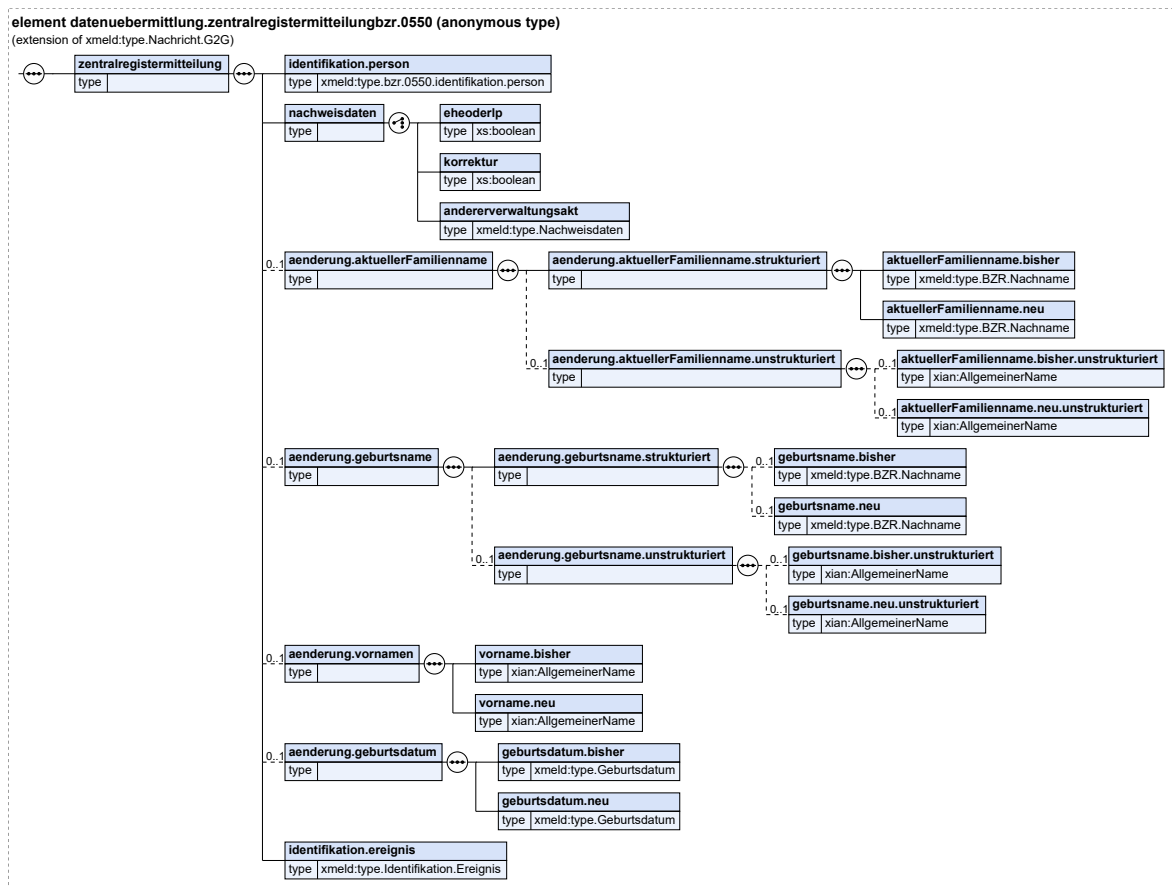 element datenuebermittlung.zentralregistermitteilungbzr.0550 (anonymous type)
(extension of xmeld:type.Nachricht.G2G)
zentralregistermitteilung
type
identifikation.person
type xmeld:type.bzr.0550.identifikation.person
nachweisdaten
type
eheoderlp
type xs:boolean
korrektur
type xs:boolean
andererverwaltungsakt
type xmeld:type.Nachweisdaten
0..1
aenderung.aktuellerFamilienname
type
aenderung.aktuellerFamilienname.strukturiert
type
aktuellerFamilienname.bisher
type xmeld:type.BZR.Nachname
aktuellerFamilienname.neu
type xmeld:type.BZR.Nachname
0..1
aenderung.aktuellerFamilienname.unstrukturiert
type
0..1
aktuellerFamilienname.bisher.unstrukturiert
type xian:AllgemeinerName
0..1
aktuellerFamilienname.neu.unstrukturiert
type xian:AllgemeinerName
0..1
aenderung.geburtsname
type
aenderung.geburtsname.strukturiert
type
0..1
geburtsname.bisher
type xmeld:type.BZR.Nachname
0..1
geburtsname.neu
type xmeld:type.BZR.Nachname
0..1
aenderung.geburtsname.unstrukturiert
type
0..1
geburtsname.bisher.unstrukturiert
type xian:AllgemeinerName
0..1
geburtsname.neu.unstrukturiert
type xian:AllgemeinerName
0..1
aenderung.vornamen
type
vorname.bisher
type xian:AllgemeinerName
vorname.neu
type xian:AllgemeinerName
0..1
aenderung.geburtsdatum
type
geburtsdatum.bisher
type xmeld:type.Geburtsdatum
geburtsdatum.neu
type xmeld:type.Geburtsdatum
identifikation.ereignis
type xmeld:type.Identifikation.Ereignis